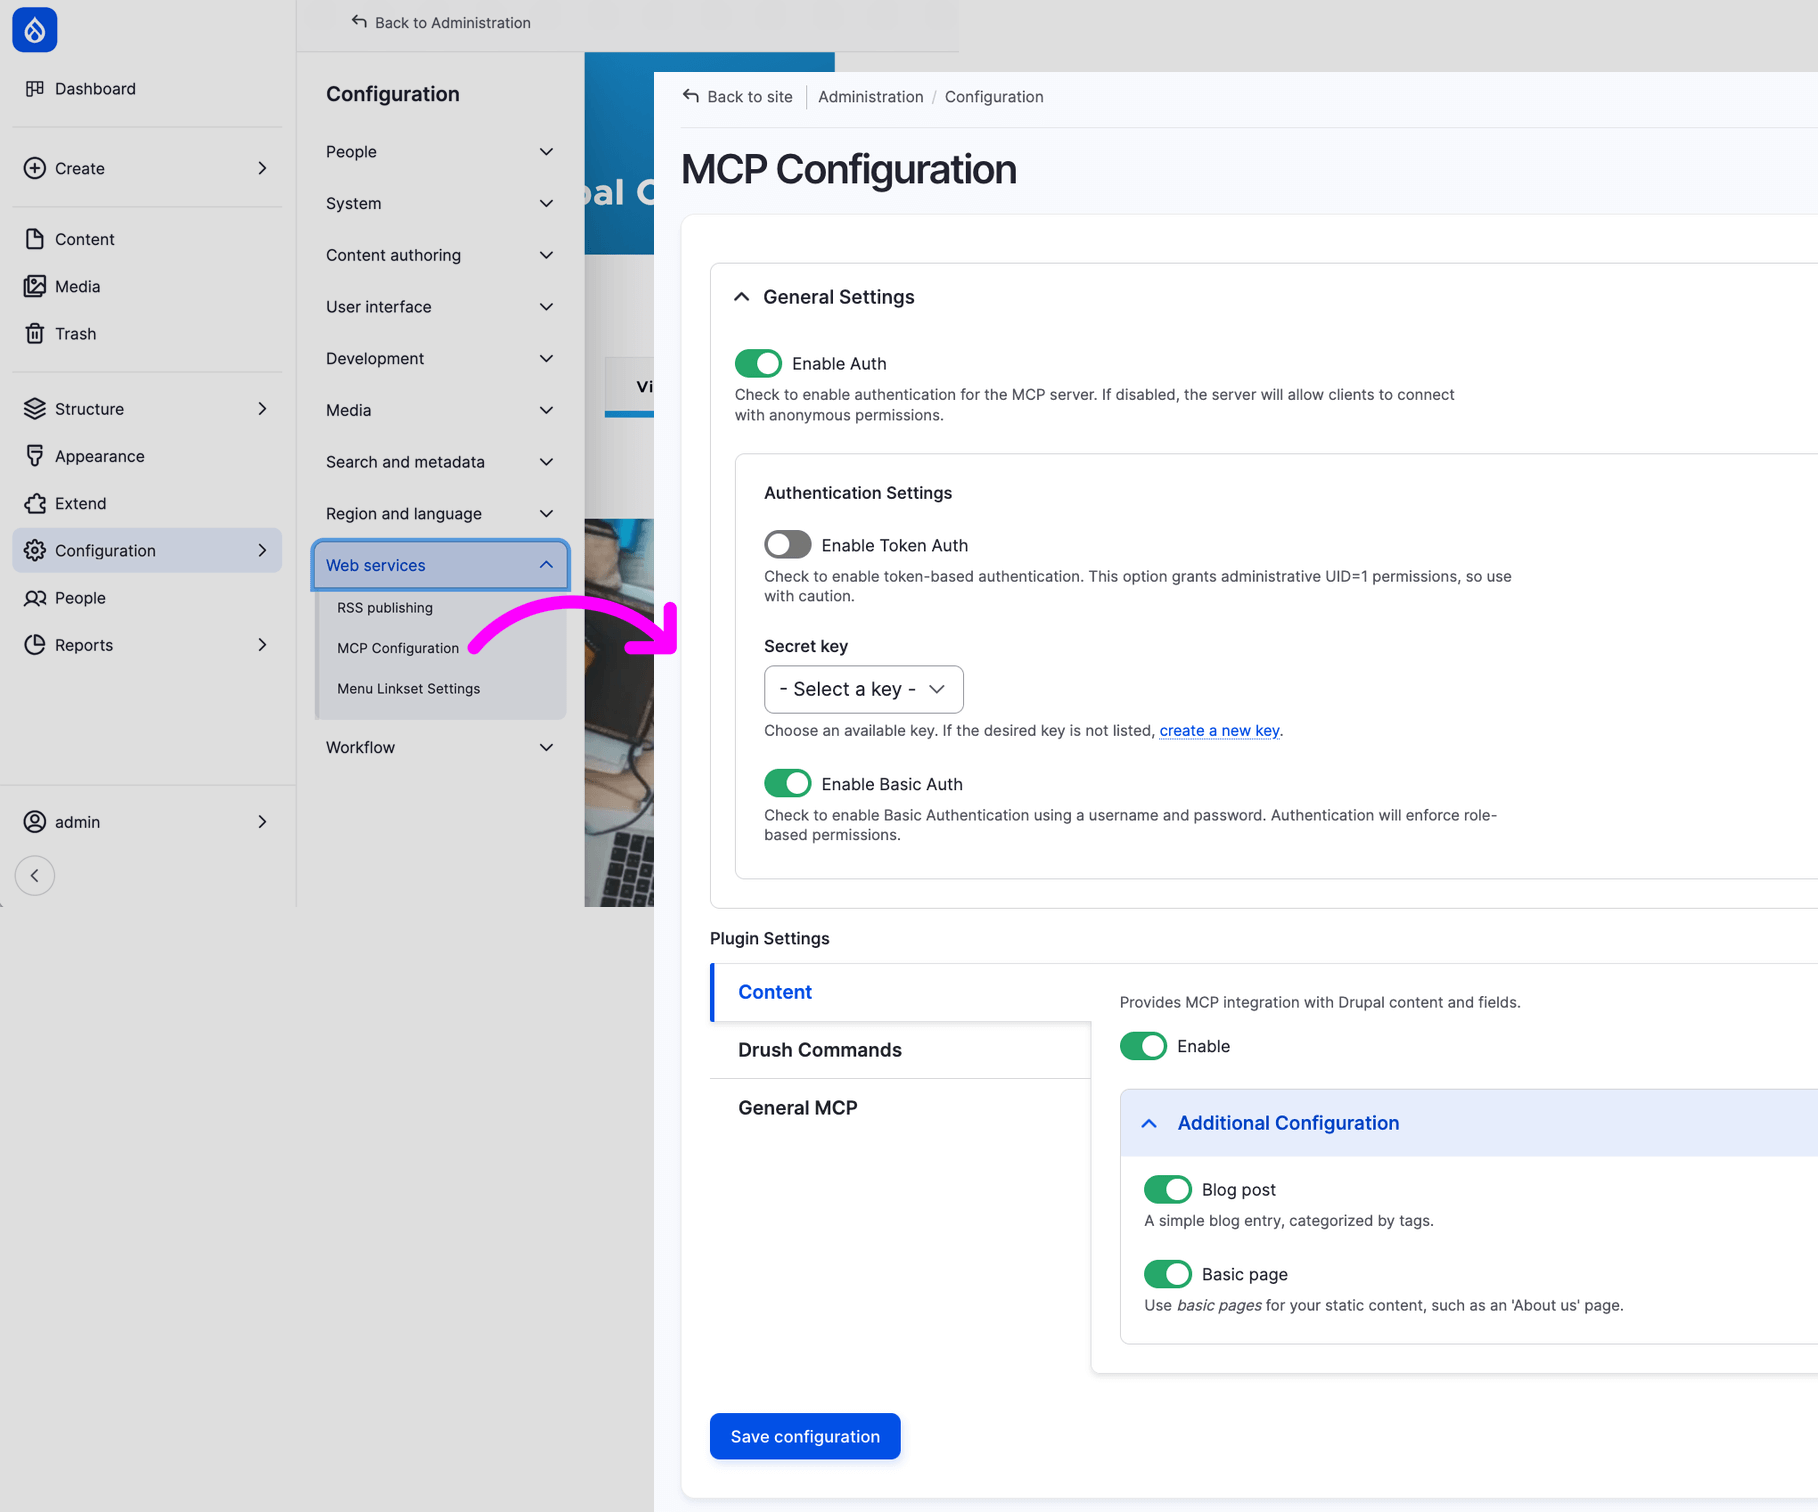 Dashboard
Create
Content
Media
Trash
Structure
Appearance
Extend
Configuration
People
Reports
admin
Back to Administration
Configuration
People
System
Content authoring
User interface
Development
Media
Search and metadata
Region and language
Web services
RSS publishing
MCP Configuration
Menu Linkset Settings
Workflow
pal C
Vi
Back to site
Administration / Configuration
MCP Configuration
General Settings
Enable Auth
Check to enable authentication for the MCP server. If disabled, the server will allow clients to connect
with anonymous permissions.
Authentication Settings
Enable Token Auth
Check to enable token-based authentication. This option grants administrative UID=1 permissions, so use
with caution.
Secret key
- Select a key -
Choose an available key. If the desired key is not listed, create a new key.
Enable Basic Auth
Check to enable Basic Authentication using a username and password. Authentication will enforce role-
based permissions.
Plugin Settings
Content
Drush Commands
General MCP
Provides MCP integration with Drupal content and fields.
Enable
Additional Configuration
Blog post
A simple blog entry, categorized by tags.
Basic page
Use basic pages for your static content, such as an 'About us' page.
Save configuration